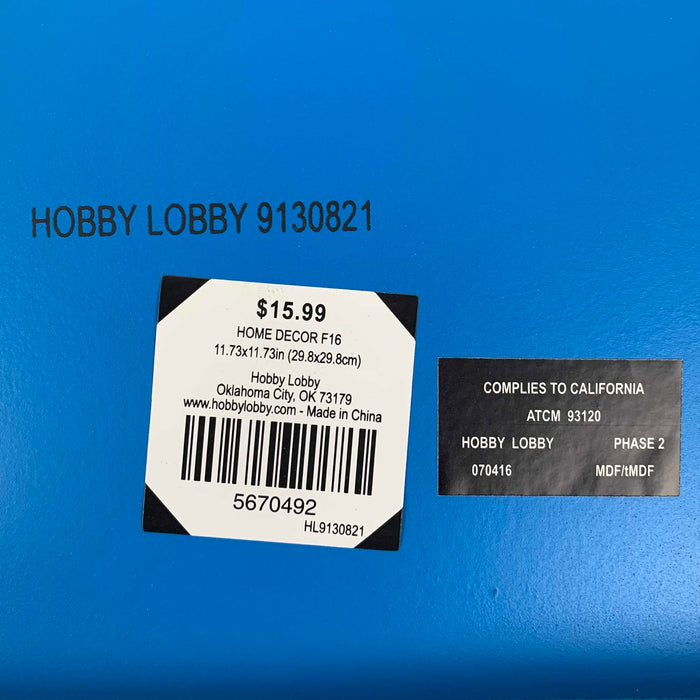 HOBBY LOBBY 9130821
$15.99
HOME DECOR F16
11.73x11.73in (29.8x29.8cm)
Hobby Lobby
Oklahoma City, OK 73179
www.hobbylobby.com - Made in China
5670492
HL9130821
COMPLIES TO CALIFORNIA
ATCM 93120
HOBBY LOBBY PHASE 2
070416 MDF/tMDF